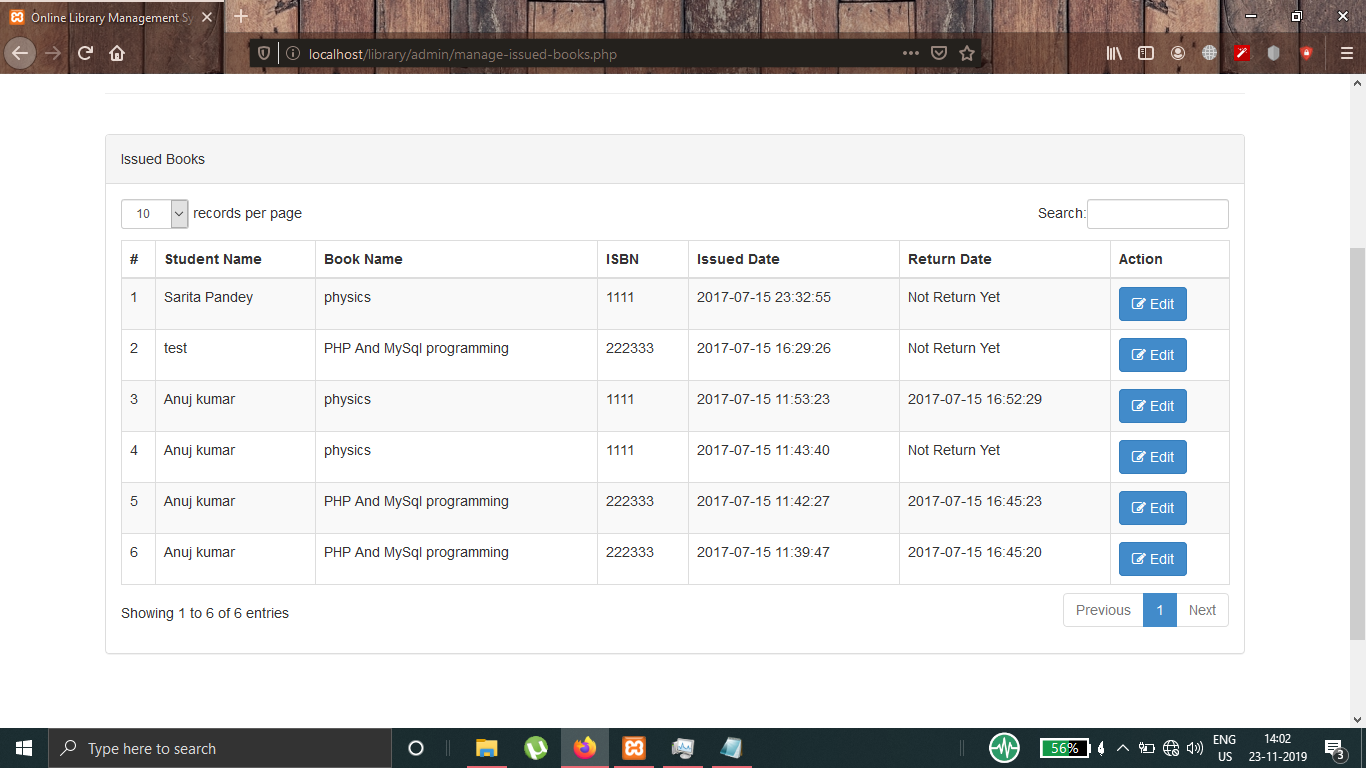 Online Library Management Sy
localhost/library/admin/manage-issued-books.php
Issued Books
10 records per page Search:
# Student Name Book Name ISBN Issued Date Return Date Action
1 Sarita Pandey physics 1111 2017-07-15 23:32:55 Not Return Yet Edit
2 test PHP And MySql programming 222333 2017-07-15 16:29:26 Not Return Yet Edit
3 Anuj kumar physics 1111 2017-07-15 11:53:23 2017-07-15 16:52:29 Edit
4 Anuj kumar physics 1111 2017-07-15 11:43:40 Not Return Yet Edit
5 Anuj kumar PHP And MySql programming 222333 2017-07-15 11:42:27 2017-07-15 16:45:23 Edit
6 Anuj kumar PHP And MySql programming 222333 2017-07-15 11:39:47 2017-07-15 16:45:20 Edit
Showing 1 to 6 of 6 entries Previous 1 Next
Type here to search 56% ENG 14:02
US 23-11-2019 3